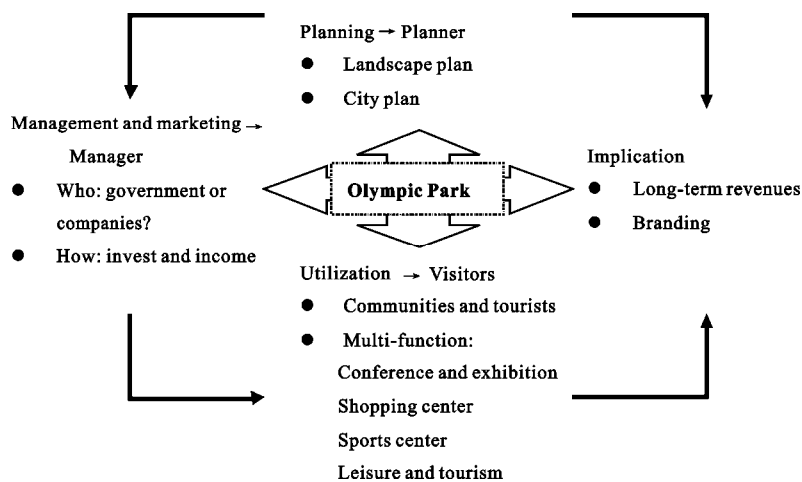 Planning → Planner
● Landscape plan
● City plan
Management and marketing →
Manager
● Who: government or
companies?
● How: invest and income
Olympic Park
Implication
● Long-term revenues
● Branding
Utilization → Visitors
● Communities and tourists
● Multi-function:
Conference and exhibition
Shopping center
Sports center
Leisure and tourism